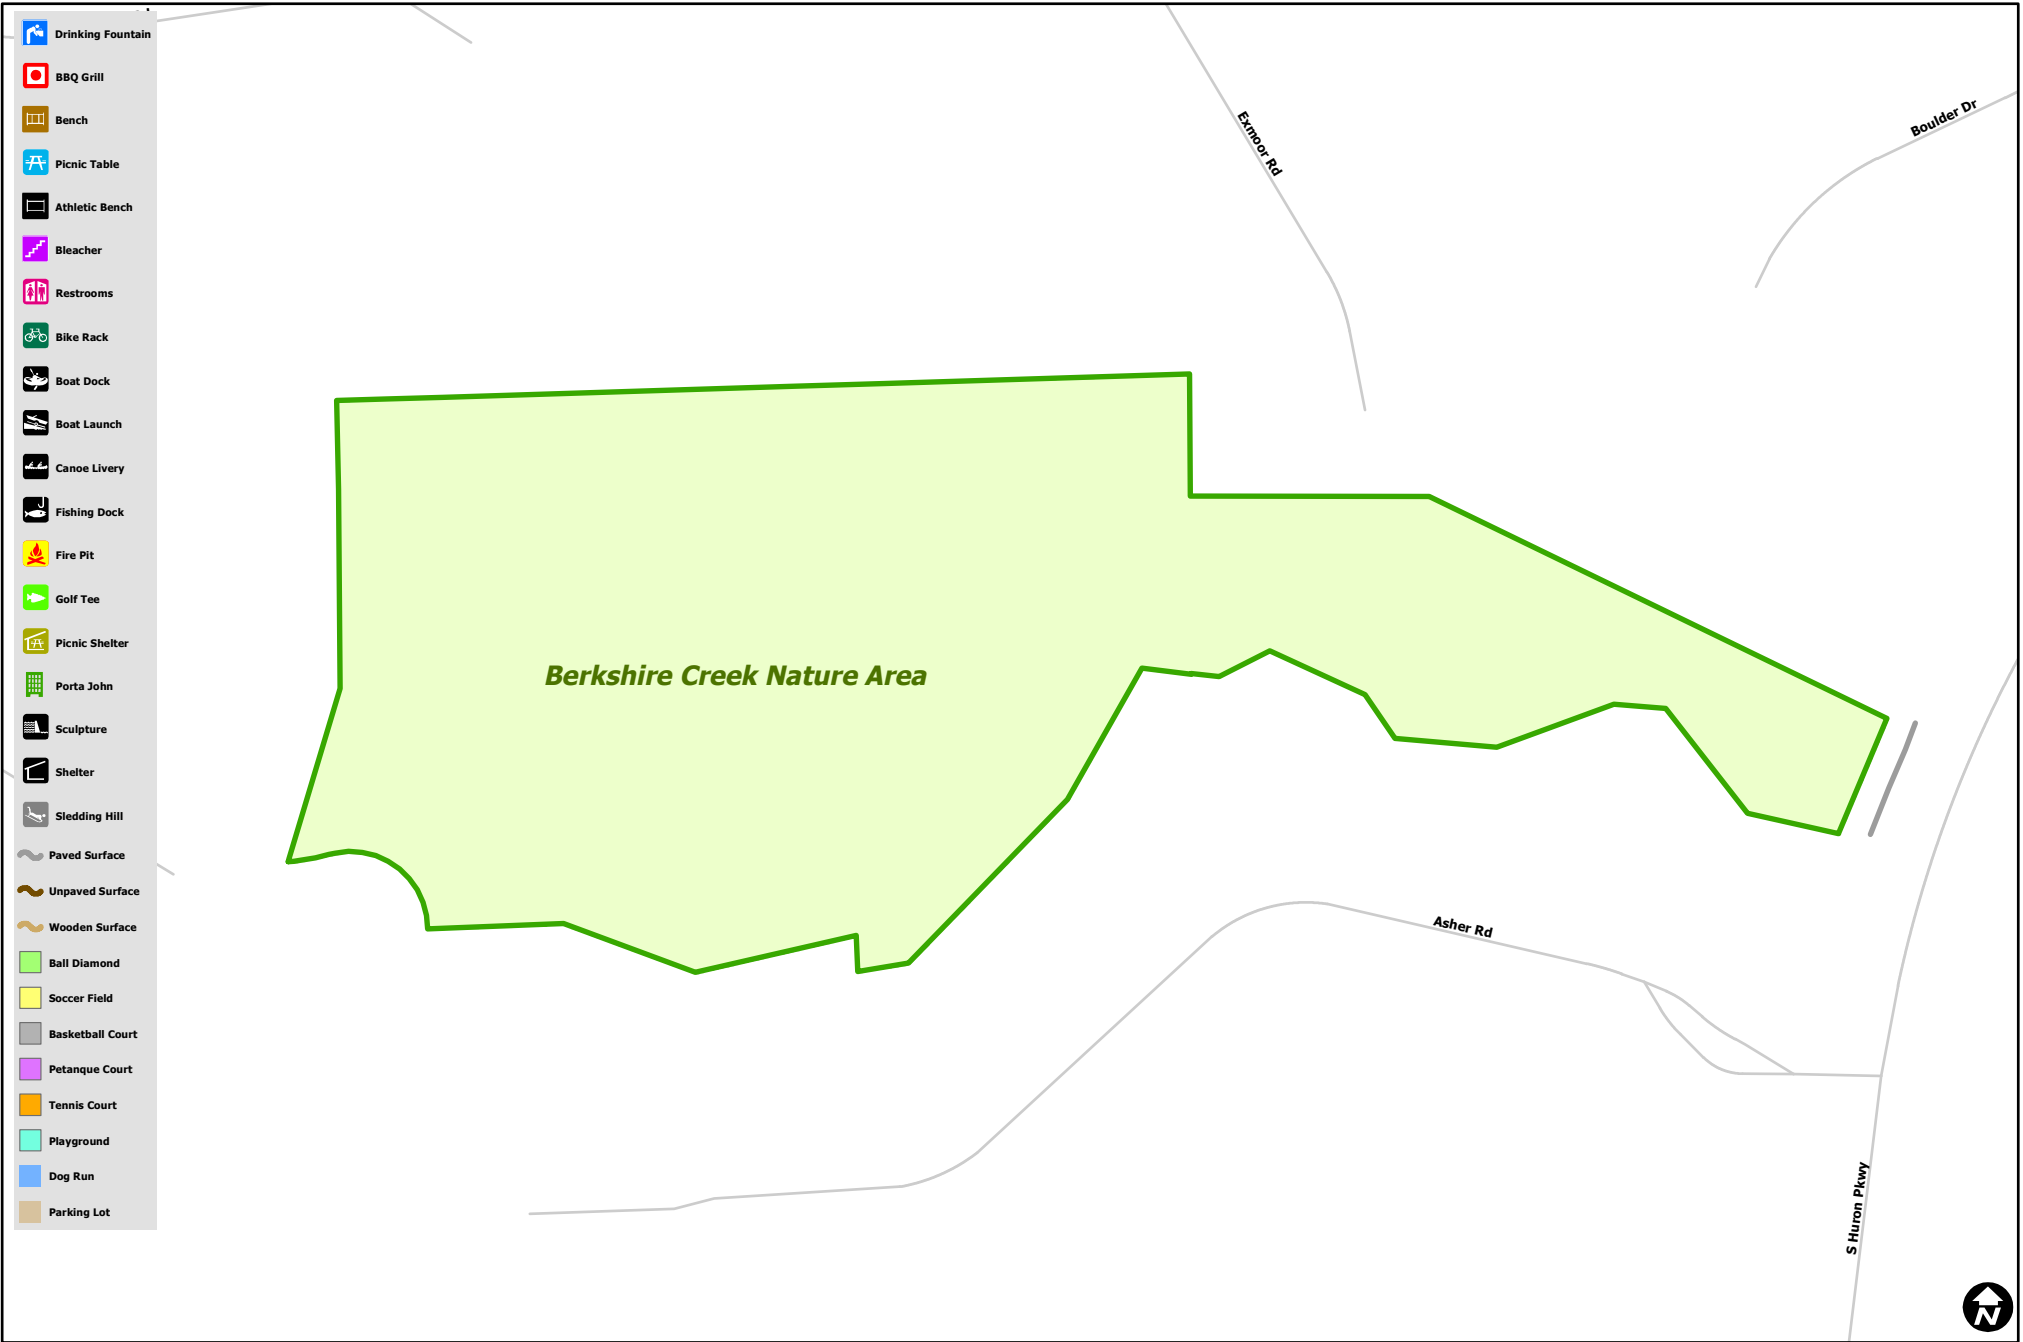 Drinking Fountain
BBQ Grill
Bench
Picnic Table
Athletic Bench
Bleacher
Restrooms
Bike Rack
Boat Dock
Boat Launch
Canoe Livery
Fishing Dock
Fire Pit
Golf Tee
Picnic Shelter
Porta John
Sculpture
Shelter
Sledding Hill
Paved Surface
Unpaved Surface
Wooden Surface
Ball Diamond
Soccer Field
Basketball Court
Petanque Court
Tennis Court
Playground
Dog Run
Parking Lot
Exmoor Rd
Boulder Dr
Berkshire Creek Nature Area
Asher Rd
S Huron Pkwy
N